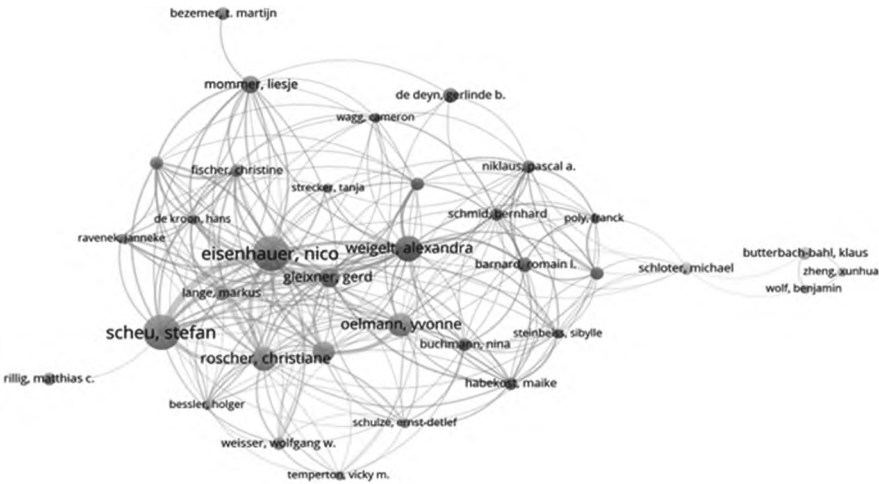 bezemer, t. martijn
mommer, liesje
de deyn, gerlinde b.
wagg, cameron
fischer, christine
niklaus, pascal a.
strecker, tanja
de kroon, hans
schmid, bernhard
poly, franck
ravenek, janneke
eisenhauer, nico
weigelt, alexandra
butterbach-bahl, klaus
barnard, romain l.
schloter, michael
zheng, xunhua
gleixner, gerd
wolf, benjamin
lange, markus
oelmann, yvonne
scheu, stefan
steinbeiss, sibylle
buchmann, nina
roscher, christiane
rillig, matthias c.
habekost, maike
bessler, holger
schulze, ernst-detlef
weisser, wolfgang w.
temperton, vicky m.